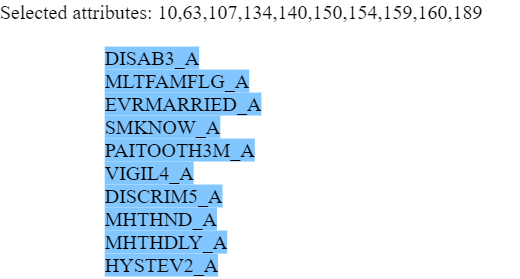 Selected attributes: 10,63,107,134,140,150,154,159,160,189
DISAB3_A
MLTFAMFLG_A
EVRMARRIED_A
SMKNOW_A
PAITOOTH3M_A
VIGIL4_A
DISCRIM5_A
MHTHND_A
MHTHDLY_A
HYSTEV2_A